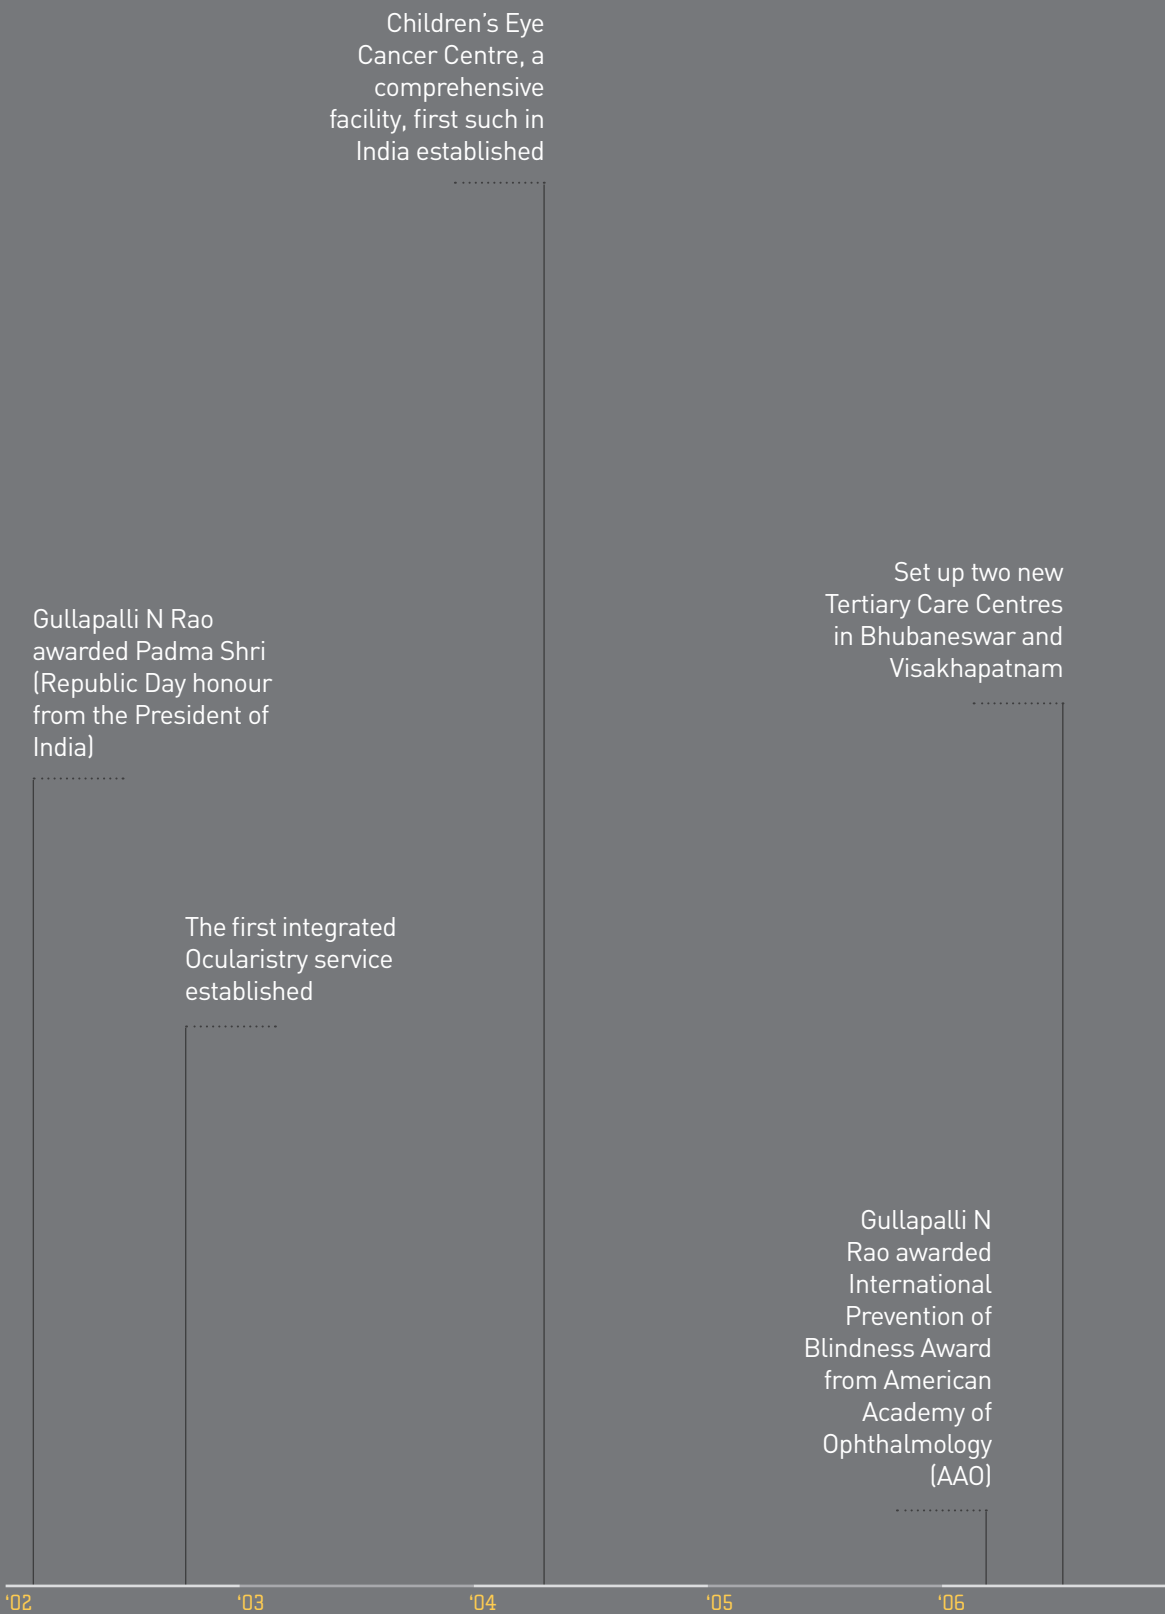 Children's Eye
Cancer Centre, a
comprehensive
facility, first such in
India established
Set up two new
Tertiary Care Centres
in Bhubaneswar and
Visakhapatnam
Gullapalli N Rao
awarded Padma Shri
(Republic Day honour
from the President of
India)
The first integrated
Ocularistry service
established
Gullapalli N
Rao awarded
International
Prevention of
Blindness Award
from American
Academy of
Ophthalmology
(AAO)
‘02
‘03
‘04
‘05
‘06